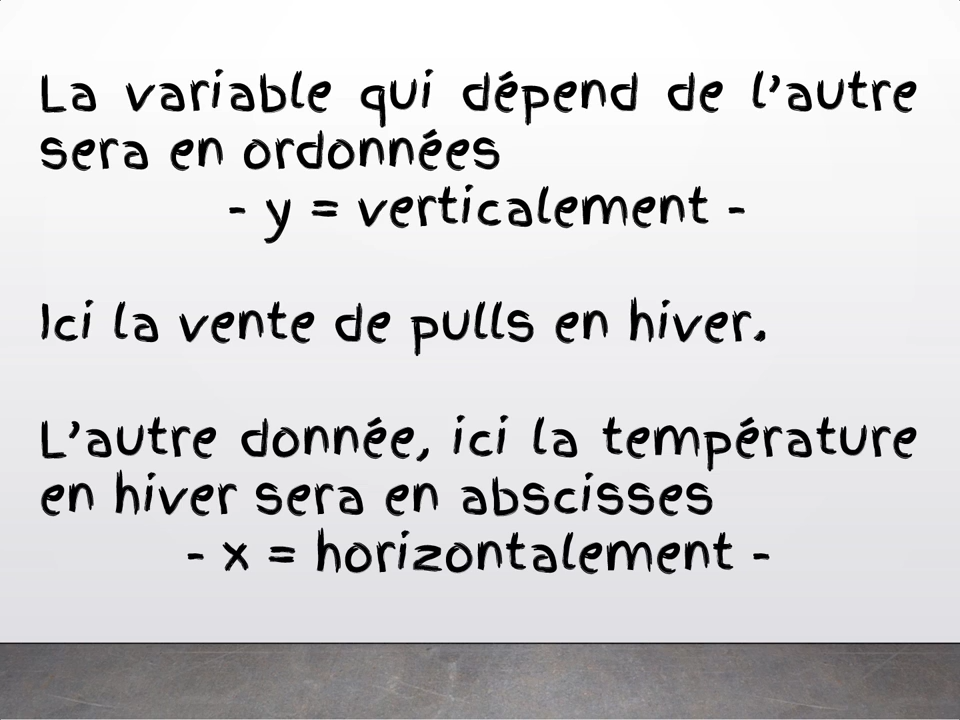 La variable qui dépend de l'autre
sera en ordonnées
- y = verticalement -
Ici la vente de pulls en hiver.
L'autre donnée, ici la température
en hiver sera en abscisses
- x = horizontalement -